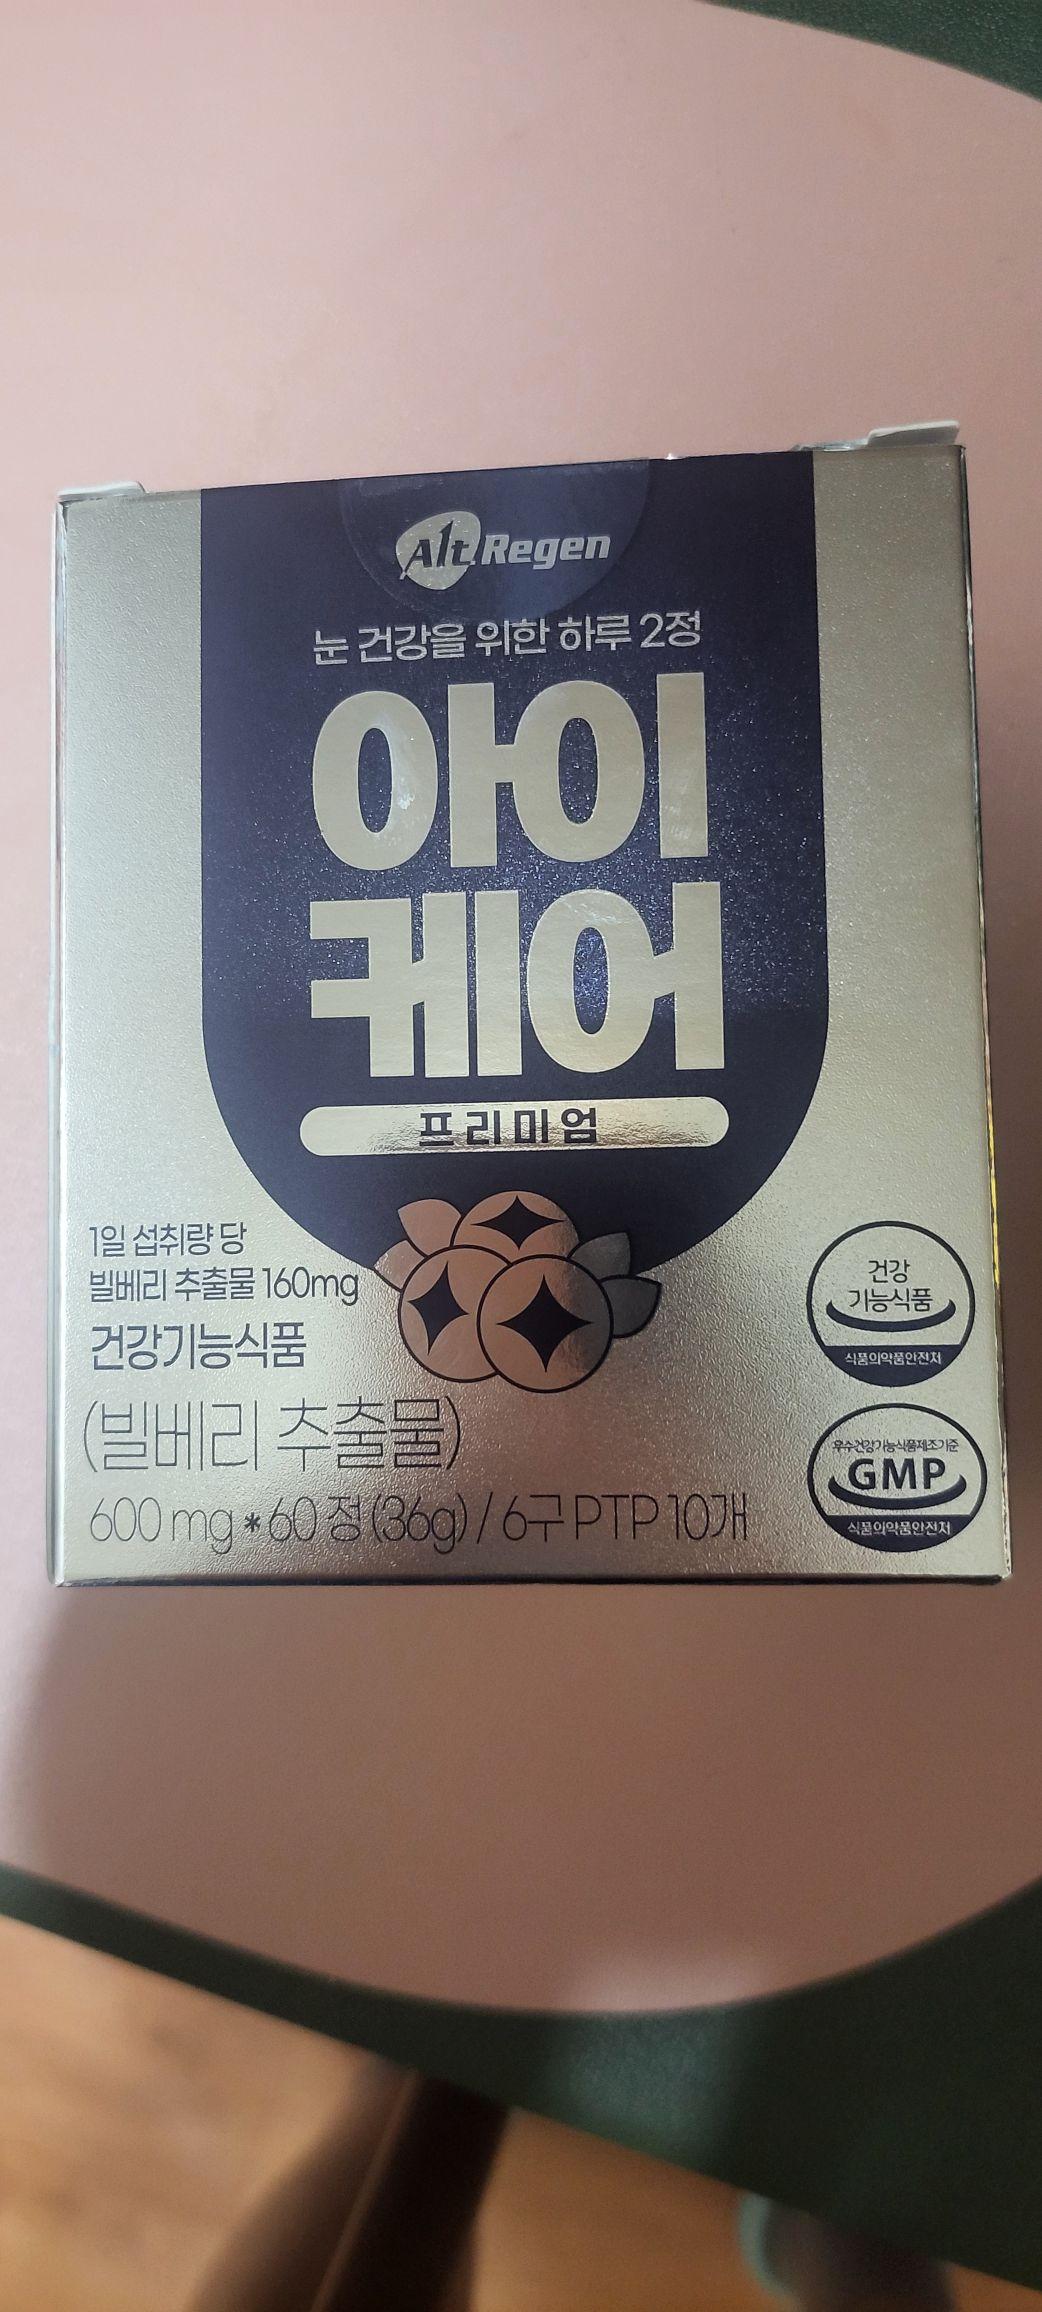 Alt Regen
눈 건강을 위한 하루 2정
아이
케어
프리미엄
1일 섭취량 당
빌베리 추출물 160mg
건강기능식품
(빌베리 추출물)
600 mg * 60 정 (36g) / 6구 PTP 10개
건강
기능식품
식품의약품안전처
우수건강기능식품제조기준
GMP
식품의약품안전처